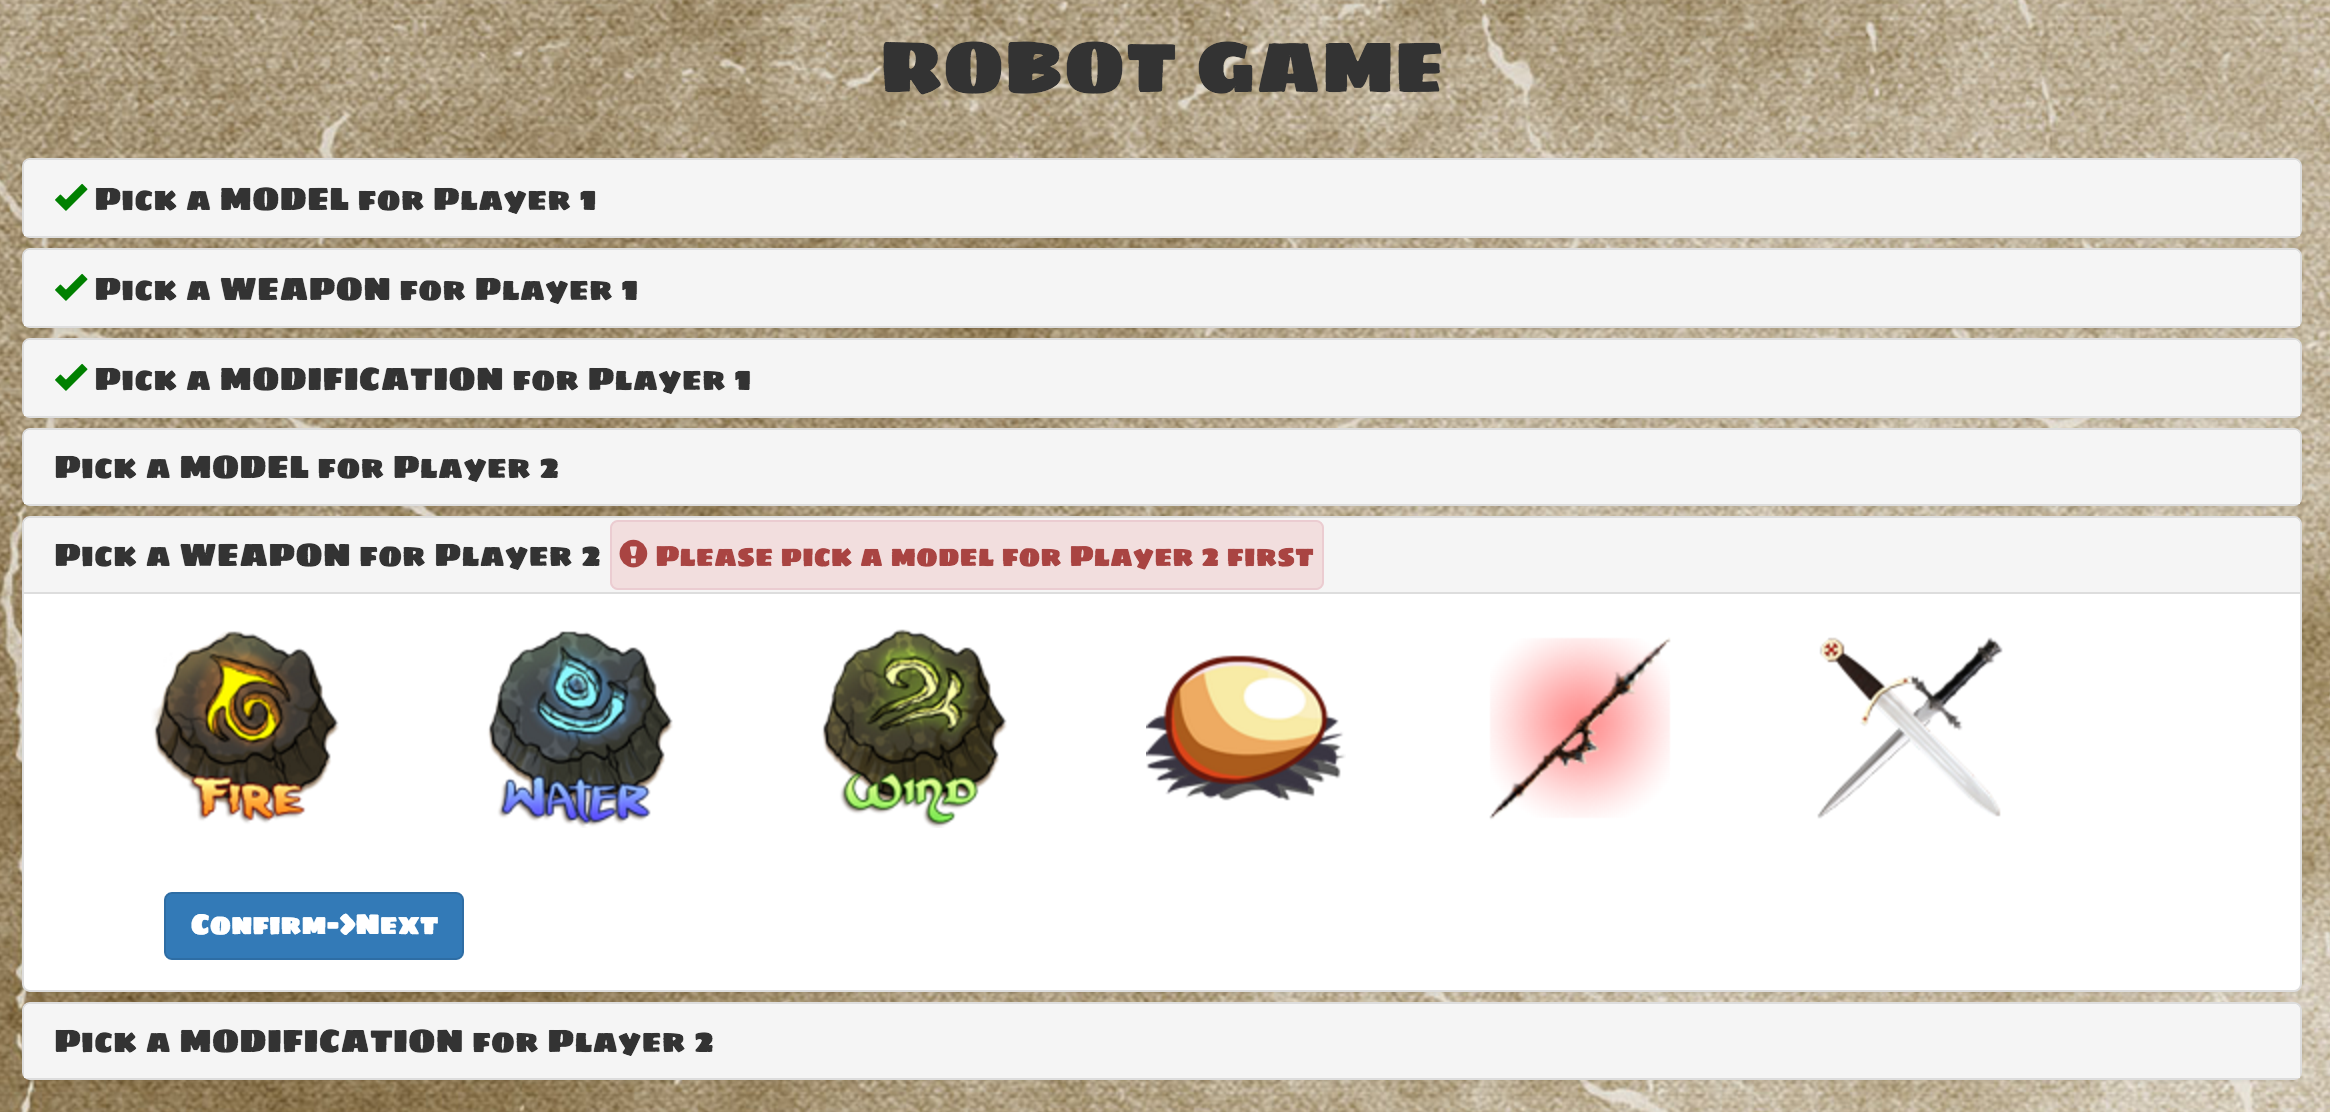 ROBOT GAME
Pick a MODEL for Player 1
Pick a WEAPON for Player 1
Pick a MODIFICATION for Player 1
Pick a MODEL for Player 2
Pick a WEAPON for Player 2 Please pick a model for Player 2 first
Fire Water Wind
Confirm->Next
Pick a MODIFICATION for Player 2